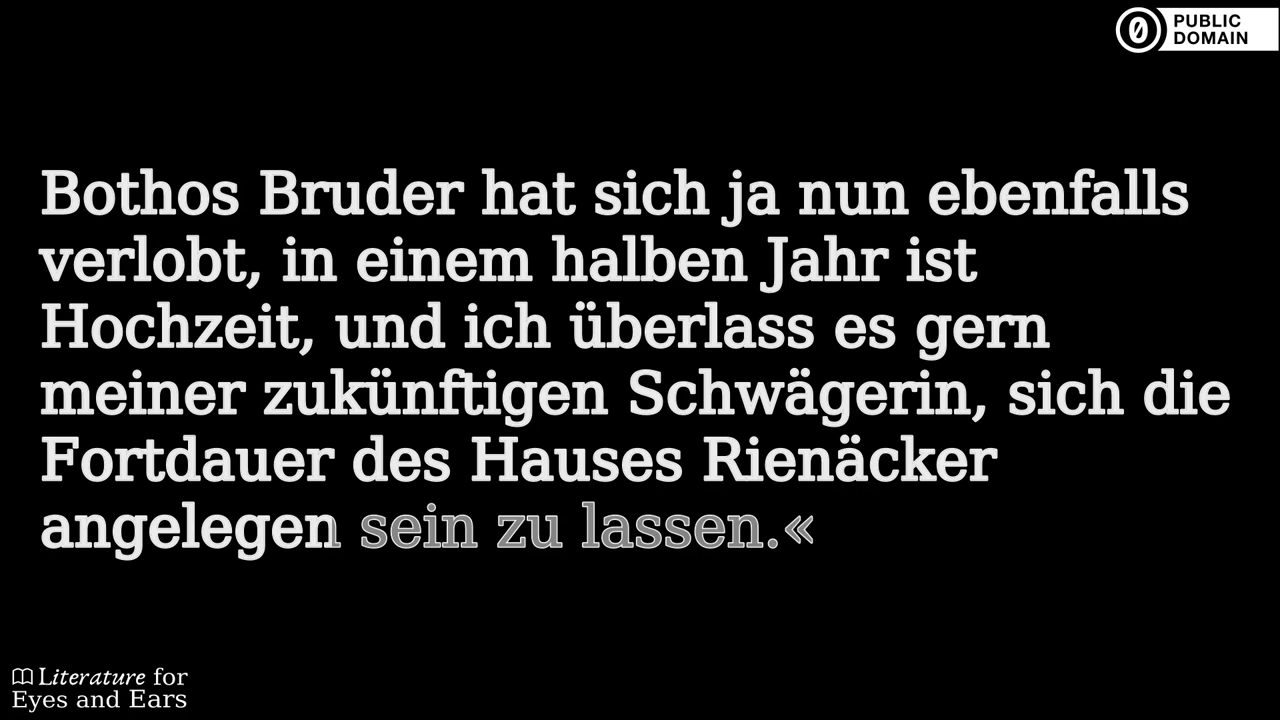 PUBLIC
DOMAIN
Bothos Bruder hat sich ja nun ebenfalls
verlobt, in einem halben Jahr ist
Hochzeit, und ich überlass es gern
meiner zukünftigen Schwägerin, sich die
Fortdauer des Hauses Rienäcker
angelegen sein zu lassen.«
Literature for
Eyes and Ears